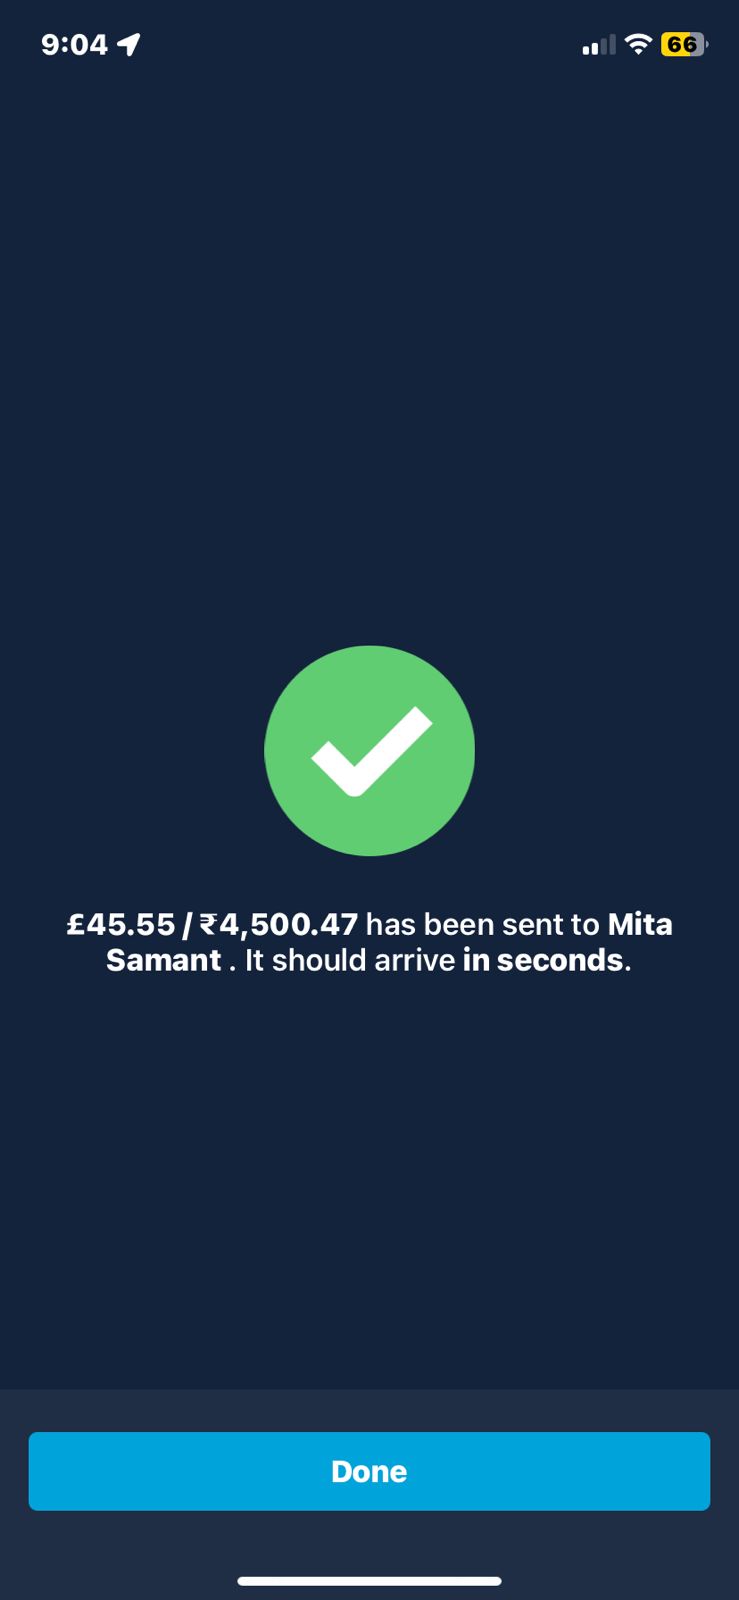 9:04
66
£45.55 / ₹4,500.47 has been sent to Mita
Samant . It should arrive in seconds.
Done